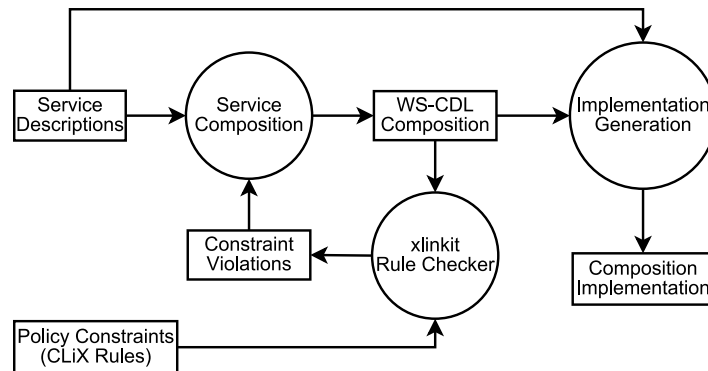 Service
Descriptions
Service
Composition
WS-CDL
Composition
Implementation
Generation
Constraint
Violations
xlinkit
Rule Checker
Composition
Implementation
Policy Constraints
(CLiX Rules)